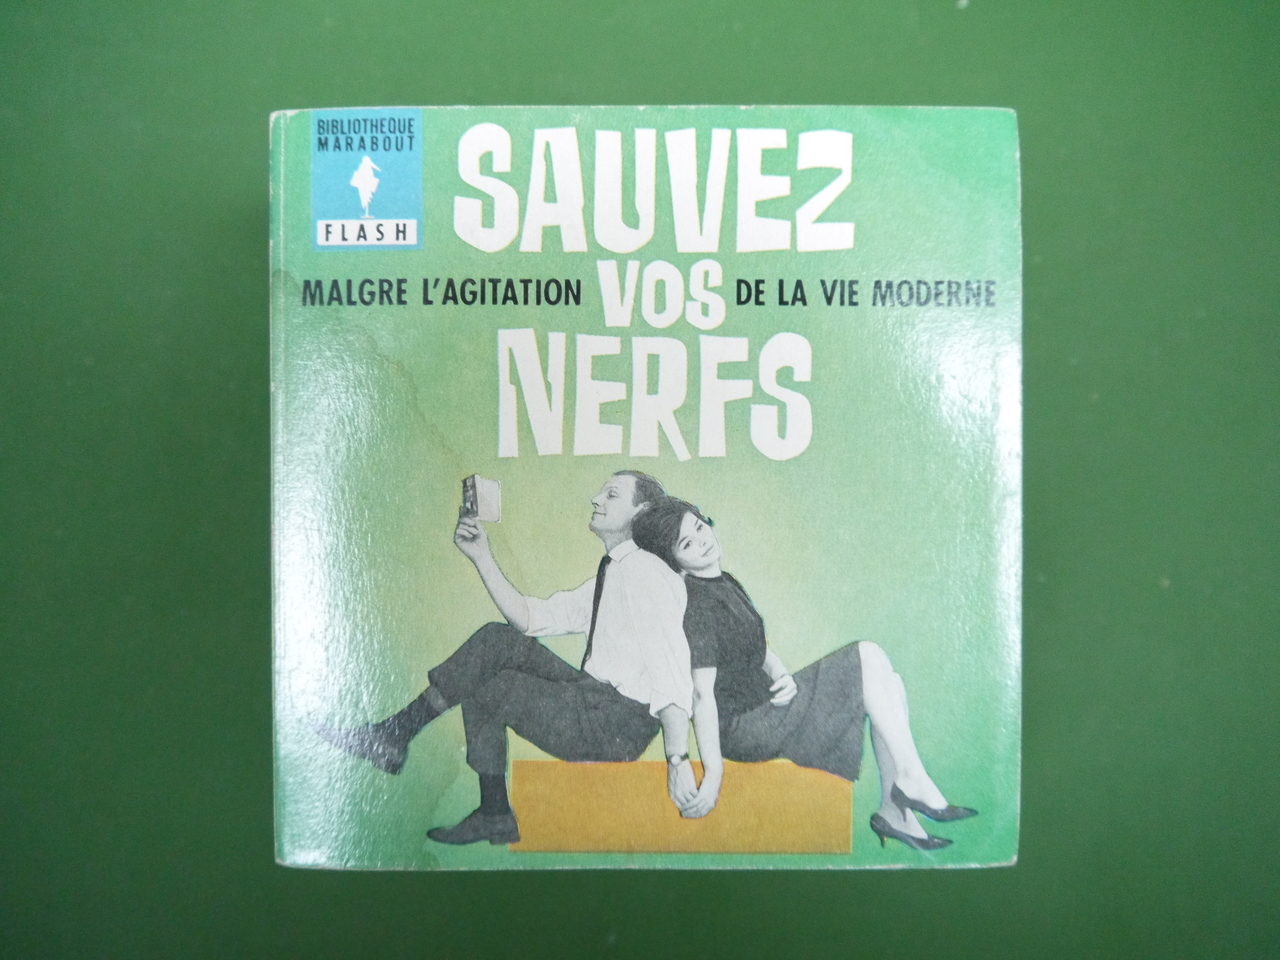 BIBLIOTHEQUE
MARABOUT
FLASH
SAUVEZ
MALGRE L'AGITATION VOS DE LA VIE MODERNE
NERFS